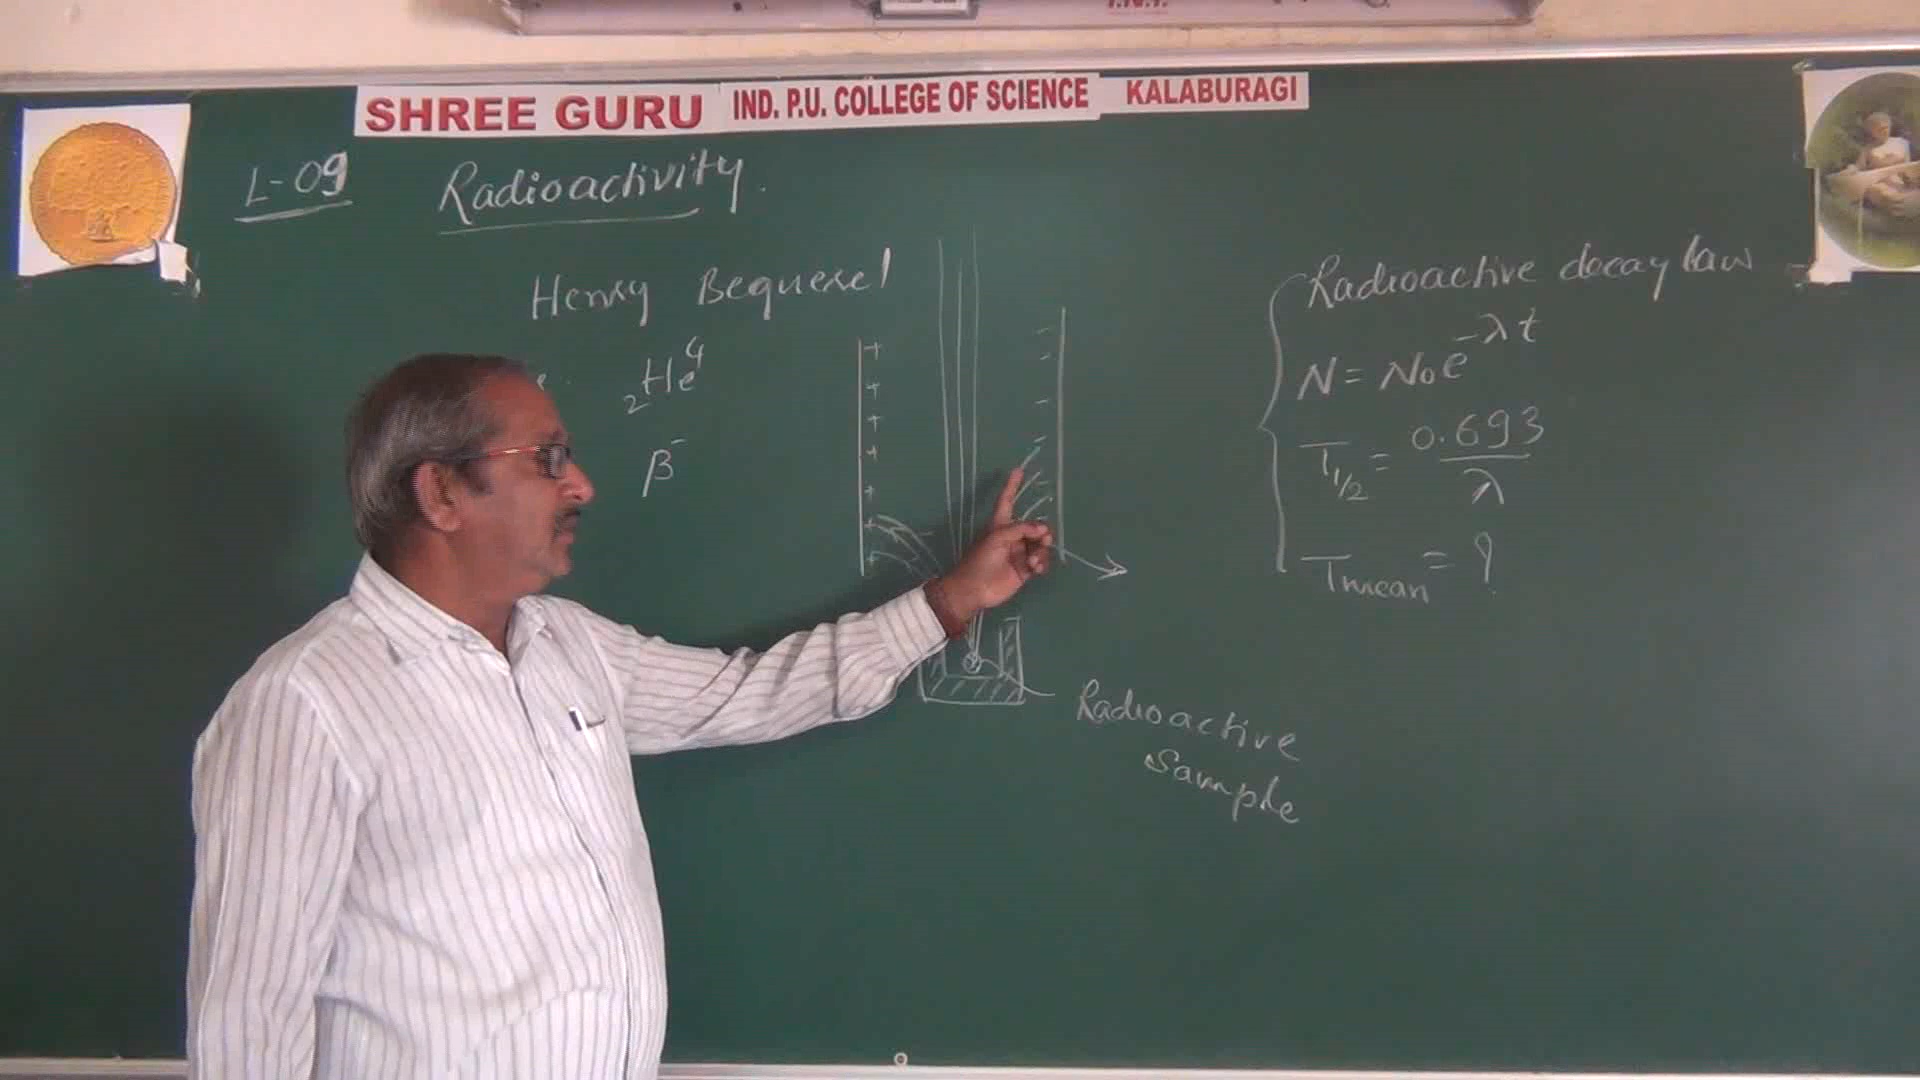 SHREE GURU IND. P.U. COLLEGE OF SCIENCE KALABURAGI
L-09 Radioactivity.
Henry Bequerel
₂He⁴
β⁻
Radioactive decay law
N = N₀e^-λt
T1/2 = 0.693/λ
Tmean = ?
Radioactive
Sample